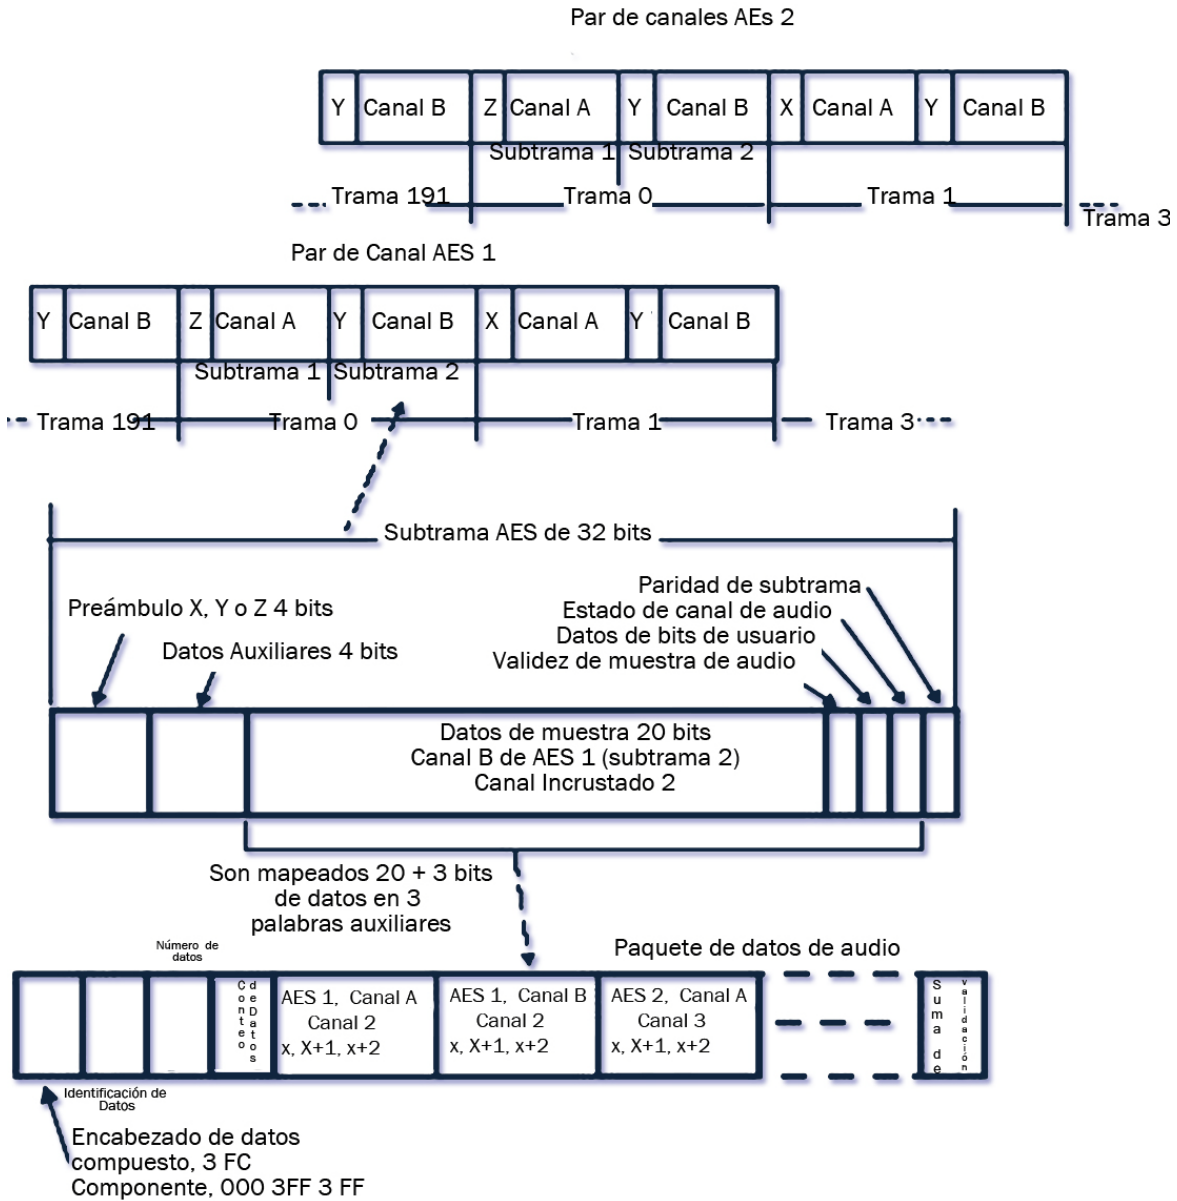 Par de canales AEs 2
Y Canal B Z Canal A Y Canal B X Canal A Y Canal B
Subtrama 1 Subtrama 2
Trama 191 Trama 0 Trama 1
Trama 3
Par de Canal AES 1
Y Canal B Z Canal A Y Canal B X Canal A Y Canal B
Subtrama 1 Subtrama 2
Trama 191 Trama 0 Trama 1 Trama 3
Subtrama AES de 32 bits
Preámbulo X, Y o Z 4 bits
Datos Auxiliares 4 bits
Paridad de subtrama
Estado de canal de audio
Datos de bits de usuario
Validez de muestra de audio
Datos de muestra 20 bits
Canal B de AES 1 (subtrama 2)
Canal Incrustado 2
Son mapeados 20 + 3 bits
de datos en 3
palabras auxiliares
Número de
datos
Paquete de datos de audio
Conteo
de Datos
AES 1, Canal A
Canal 2
x, X+1, x+2
AES 1, Canal B
Canal 2
x, X+1, x+2
AES 2, Canal A
Canal 3
x, X+1, x+2
Suma de
validación
Identificación de
Datos
Encabezado de datos
compuesto, 3 FC
Componente, 000 3FF 3 FF